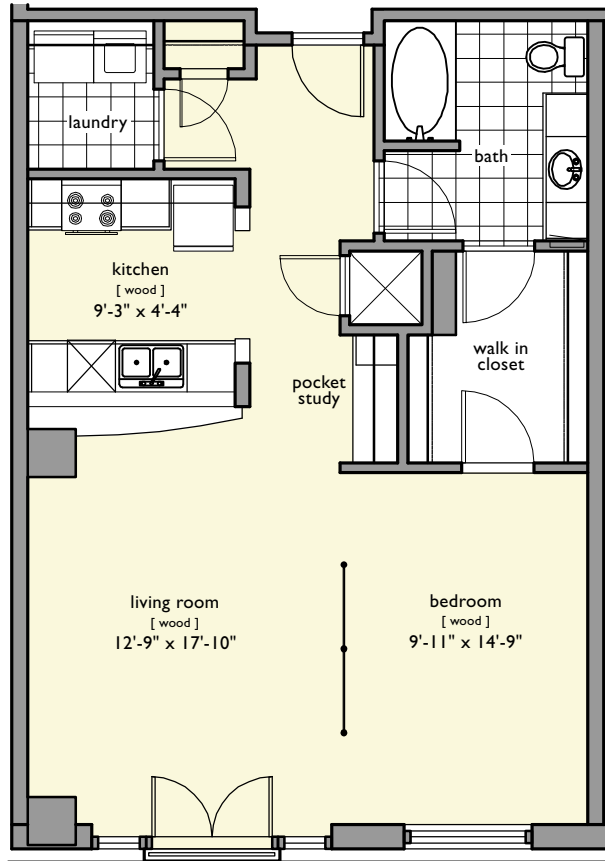 laundry
bath
kitchen
[ wood ]
9'-3" x 4'-4"
walk in
closet
pocket
study
living room
[ wood ]
12'-9" x 17'-10"
bedroom
[ wood ]
9'-11" x 14'-9"